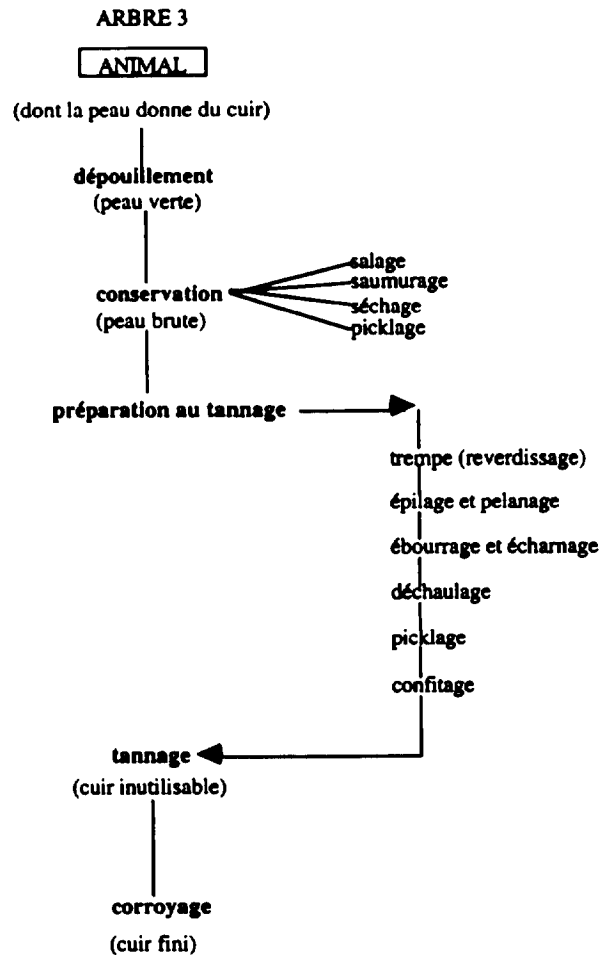 ARBRE 3
ANIMAL
(dont la peau donne du cuir)
dépouillement
(peau verte)
salage
saumurage
conservation
séchage
(peau brute)
picklage
préparation au tannage
trempe (reverdissage)
épilage et pelanage
ébourrage et écharnage
déchaulage
picklage
confitage
tannage
(cuir inutilisable)
corroyage
(cuir fini)